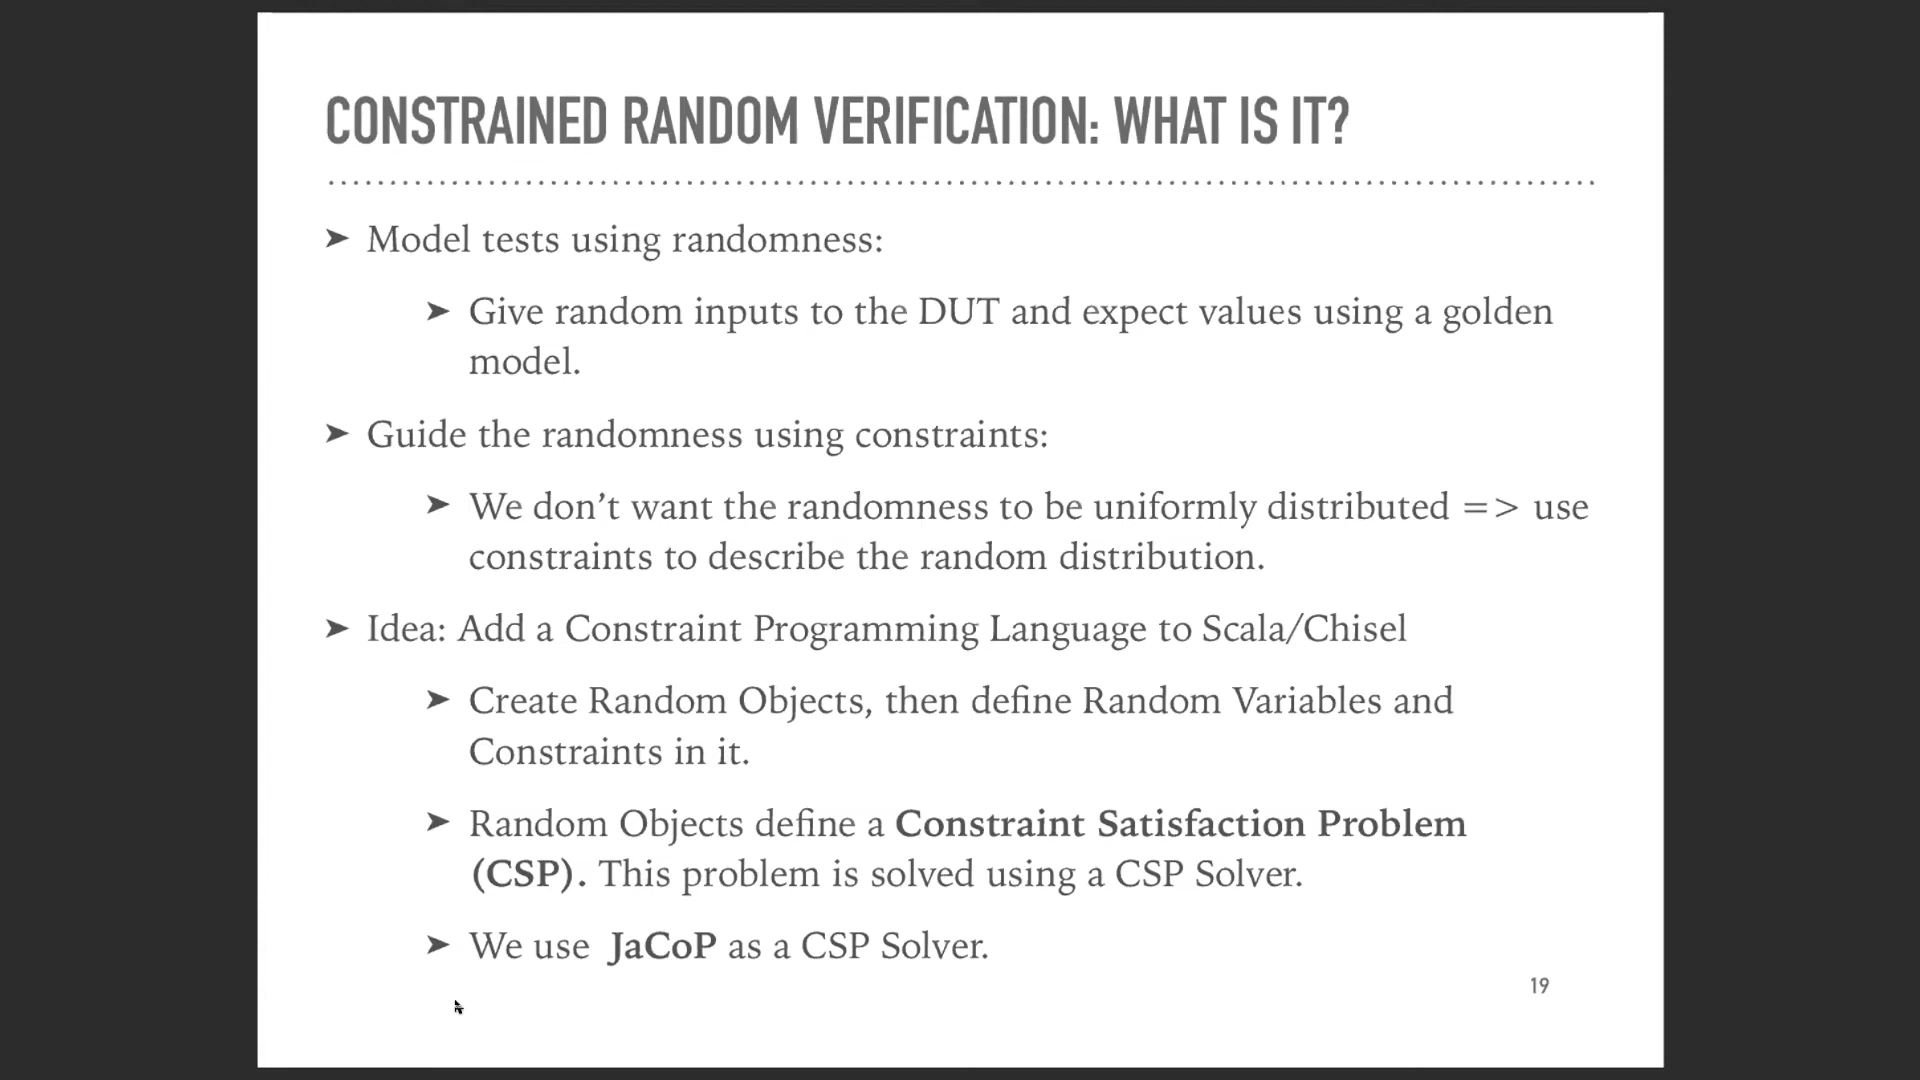 CONSTRAINED RANDOM VERIFICATION: WHAT IS IT?
➤ Model tests using randomness:
➤ Give random inputs to the DUT and expect values using a golden
model.
➤ Guide the randomness using constraints:
➤ We don’t want the randomness to be uniformly distributed => use
constraints to describe the random distribution.
➤ Idea: Add a Constraint Programming Language to Scala/Chisel
➤ Create Random Objects, then define Random Variables and
Constraints in it.
➤ Random Objects define a Constraint Satisfaction Problem
(CSP). This problem is solved using a CSP Solver.
➤ We use JaCoP as a CSP Solver.
19